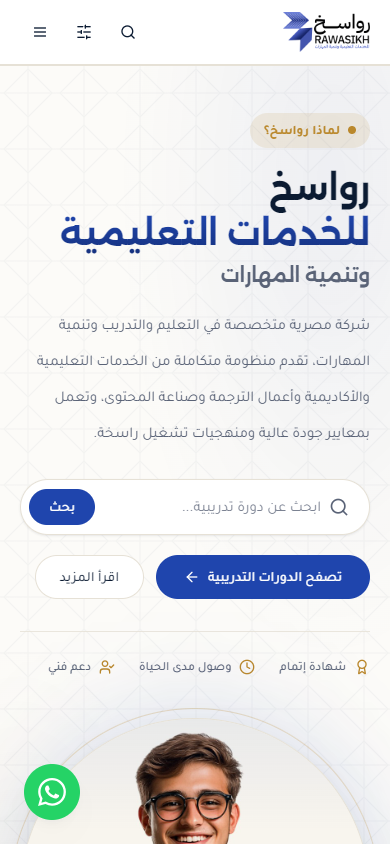 رواسـخ
RAWASIKH
لماذا رواسخ؟
رواسخ
للخدمات التعليمية
وتنمية المهارات
شركة مصرية متخصصة في التعليم والتدريب وتنمية
المهارات، تقدم منظومة متكاملة من الخدمات التعليمية
والأكاديمية وأعمال الترجمة وصناعة المحتوى، وتعمل
بمعايير جودة عالية ومنهجيات تشغيل راسخة.
ابحث عن دورة تدريبية...
بحث
تصفح الدورات التدريبية
اقرأ المزيد
شهادة إتمام
وصول مدى الحياة
دعم فني